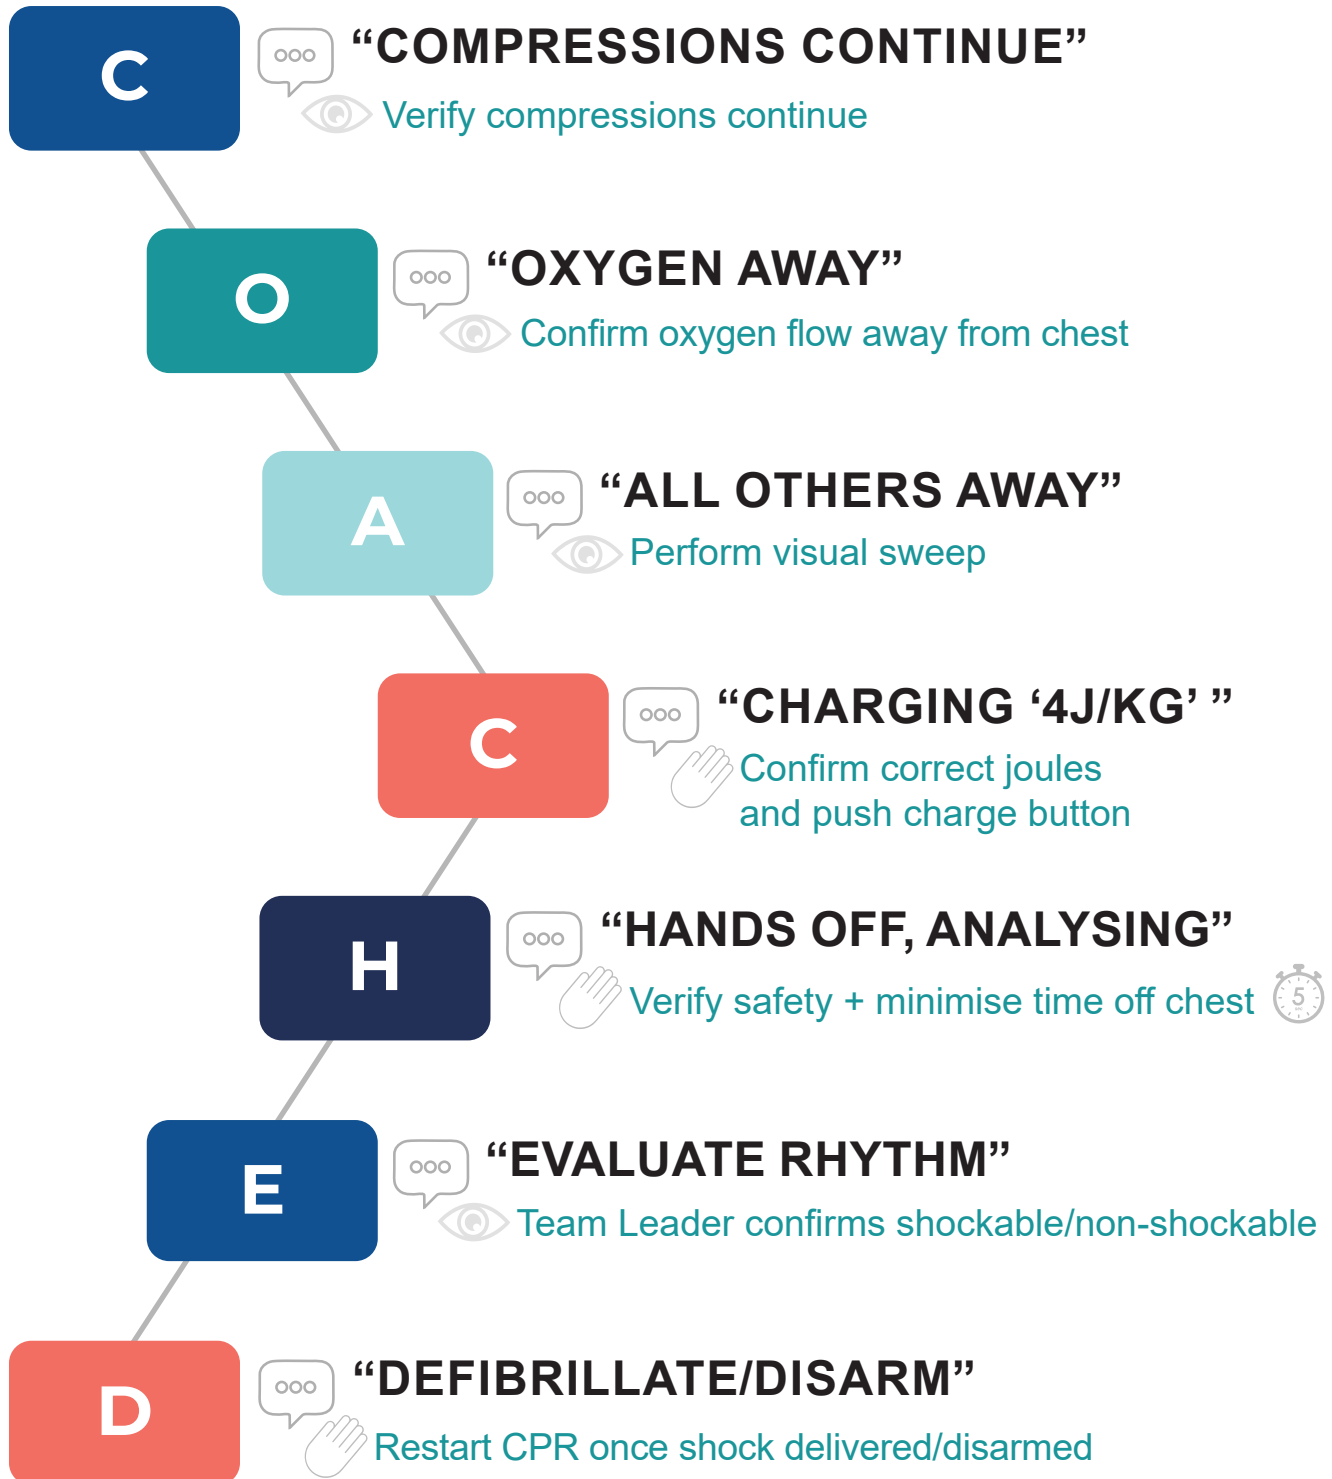 C
“COMPRESSIONS CONTINUE”
Verify compressions continue
O
“OXYGEN AWAY”
Confirm oxygen flow away from chest
A
“ALL OTHERS AWAY”
Perform visual sweep
C
“CHARGING ‘4J/KG’ ”
Confirm correct joules
and push charge button
H
“HANDS OFF, ANALYSING”
Verify safety + minimise time off chest
5
E
“EVALUATE RHYTHM”
Team Leader confirms shockable/non-shockable
D
“DEFIBRILLATE/DISARM”
Restart CPR once shock delivered/disarmed